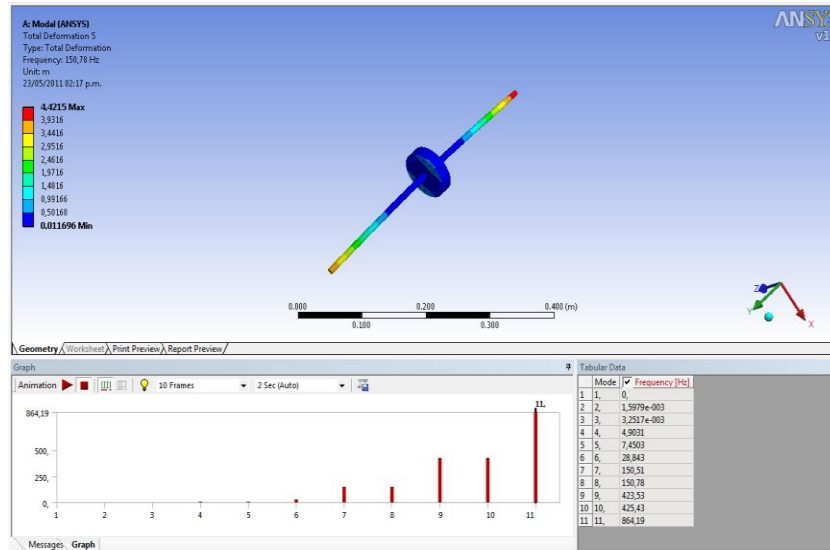 A: Modal (ANSYS)
Total Deformation 5
Type: Total Deformation
Frequency: 150,78 Hz
Unit: m
23/05/2011 02:17 p.m.
ANSYS
v1
4,4215 Max
3,9316
3,4416
2,9516
2,4616
1,9716
1,4816
0,99166
0,50168
0,011696 Min
0.000 0.200 0.400 (m)
0.100 0.300
Z Y X
Geometry Worksheet Print Preview Report Preview
Graph
Animation 10 Frames 2 Sec (Auto)
864,19
500,
250,
0,
11,
1 2 3 4 5 6 7 8 9 10 11
Messages Graph
Tabular Data
Mode Frequency [Hz]
1 1, 0,
2 2, 1,5979e-003
3 3, 3,2517e-003
4 4, 4,9031
5 5, 7,4503
6 6, 28,843
7 7, 150,51
8 8, 150,78
9 9, 423,53
10 10, 425,43
11 11, 864,19